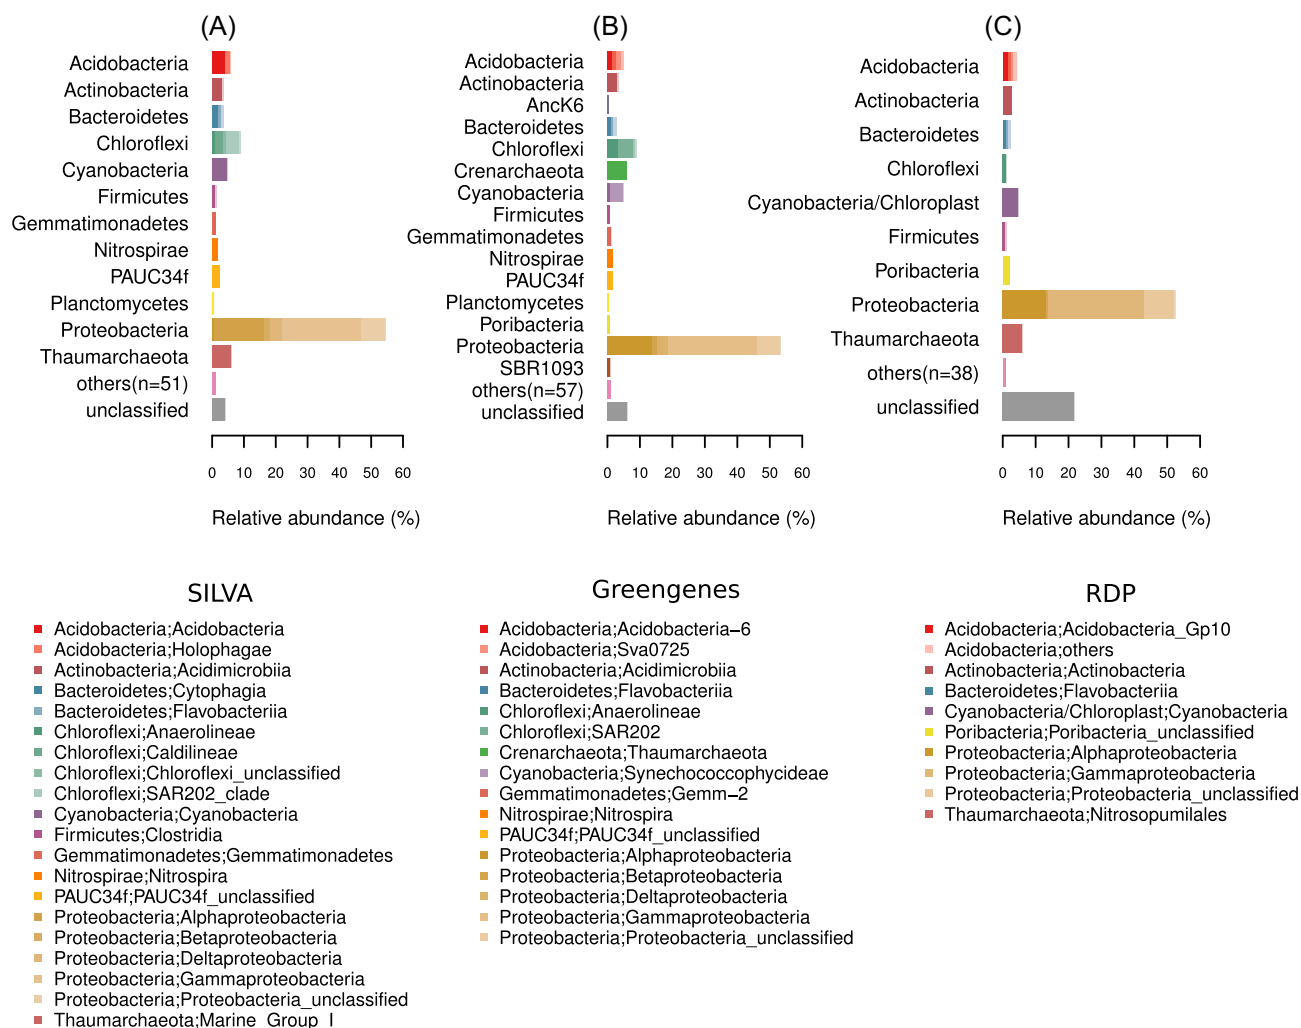 (A)
Acidobacteria
Actinobacteria
Bacteroidetes
Chloroflexi
Cyanobacteria
Firmicutes
Gemmatimonadetes
Nitrospirae
PAUC34f
Planctomycetes
Proteobacteria
Thaumarchaeota
others(n=51)
unclassified
0 10 20 30 40 50 60
Relative abundance (%)
(B)
Acidobacteria
Actinobacteria
AncK6
Bacteroidetes
Chloroflexi
Crenarchaeota
Cyanobacteria
Firmicutes
Gemmatimonadetes
Nitrospirae
PAUC34f
Planctomycetes
Poribacteria
Proteobacteria
SBR1093
others(n=57)
unclassified
0 10 20 30 40 50 60
Relative abundance (%)
(C)
Acidobacteria
Actinobacteria
Bacteroidetes
Chloroflexi
Cyanobacteria/Chloroplast
Firmicutes
Poribacteria
Proteobacteria
Thaumarchaeota
others(n=38)
unclassified
0 10 20 30 40 50 60
Relative abundance (%)
SILVA
Acidobacteria;Acidobacteria
Acidobacteria;Holophagae
Actinobacteria;Acidimicrobiia
Bacteroidetes;Cytophagia
Bacteroidetes;Flavobacteriia
Chloroflexi;Anaerolineae
Chloroflexi;Caldilineae
Chloroflexi;Chloroflexi_unclassified
Chloroflexi;SAR202_clade
Cyanobacteria;Cyanobacteria
Firmicutes;Clostridia
Gemmatimonadetes;Gemmatimonadetes
Nitrospirae;Nitrospira
PAUC34f;PAUC34f_unclassified
Proteobacteria;Alphaproteobacteria
Proteobacteria;Betaproteobacteria
Proteobacteria;Deltaproteobacteria
Proteobacteria;Gammaproteobacteria
Proteobacteria;Proteobacteria_unclassified
Thaumarchaeota;Marine_Group_I
Greengenes
Acidobacteria;Acidobacteria−6
Acidobacteria;Sva0725
Actinobacteria;Acidimicrobiia
Bacteroidetes;Flavobacteriia
Chloroflexi;Anaerolineae
Chloroflexi;SAR202
Crenarchaeota;Thaumarchaeota
Cyanobacteria;Synechococcophycideae
Gemmatimonadetes;Gemm−2
Nitrospirae;Nitrospira
PAUC34f;PAUC34f_unclassified
Proteobacteria;Alphaproteobacteria
Proteobacteria;Betaproteobacteria
Proteobacteria;Deltaproteobacteria
Proteobacteria;Gammaproteobacteria
Proteobacteria;Proteobacteria_unclassified
RDP
Acidobacteria;Acidobacteria_Gp10
Acidobacteria;others
Actinobacteria;Actinobacteria
Bacteroidetes;Flavobacteriia
Cyanobacteria/Chloroplast;Cyanobacteria
Poribacteria;Poribacteria_unclassified
Proteobacteria;Alphaproteobacteria
Proteobacteria;Gammaproteobacteria
Proteobacteria;Proteobacteria_unclassified
Thaumarchaeota;Nitrosopumilales